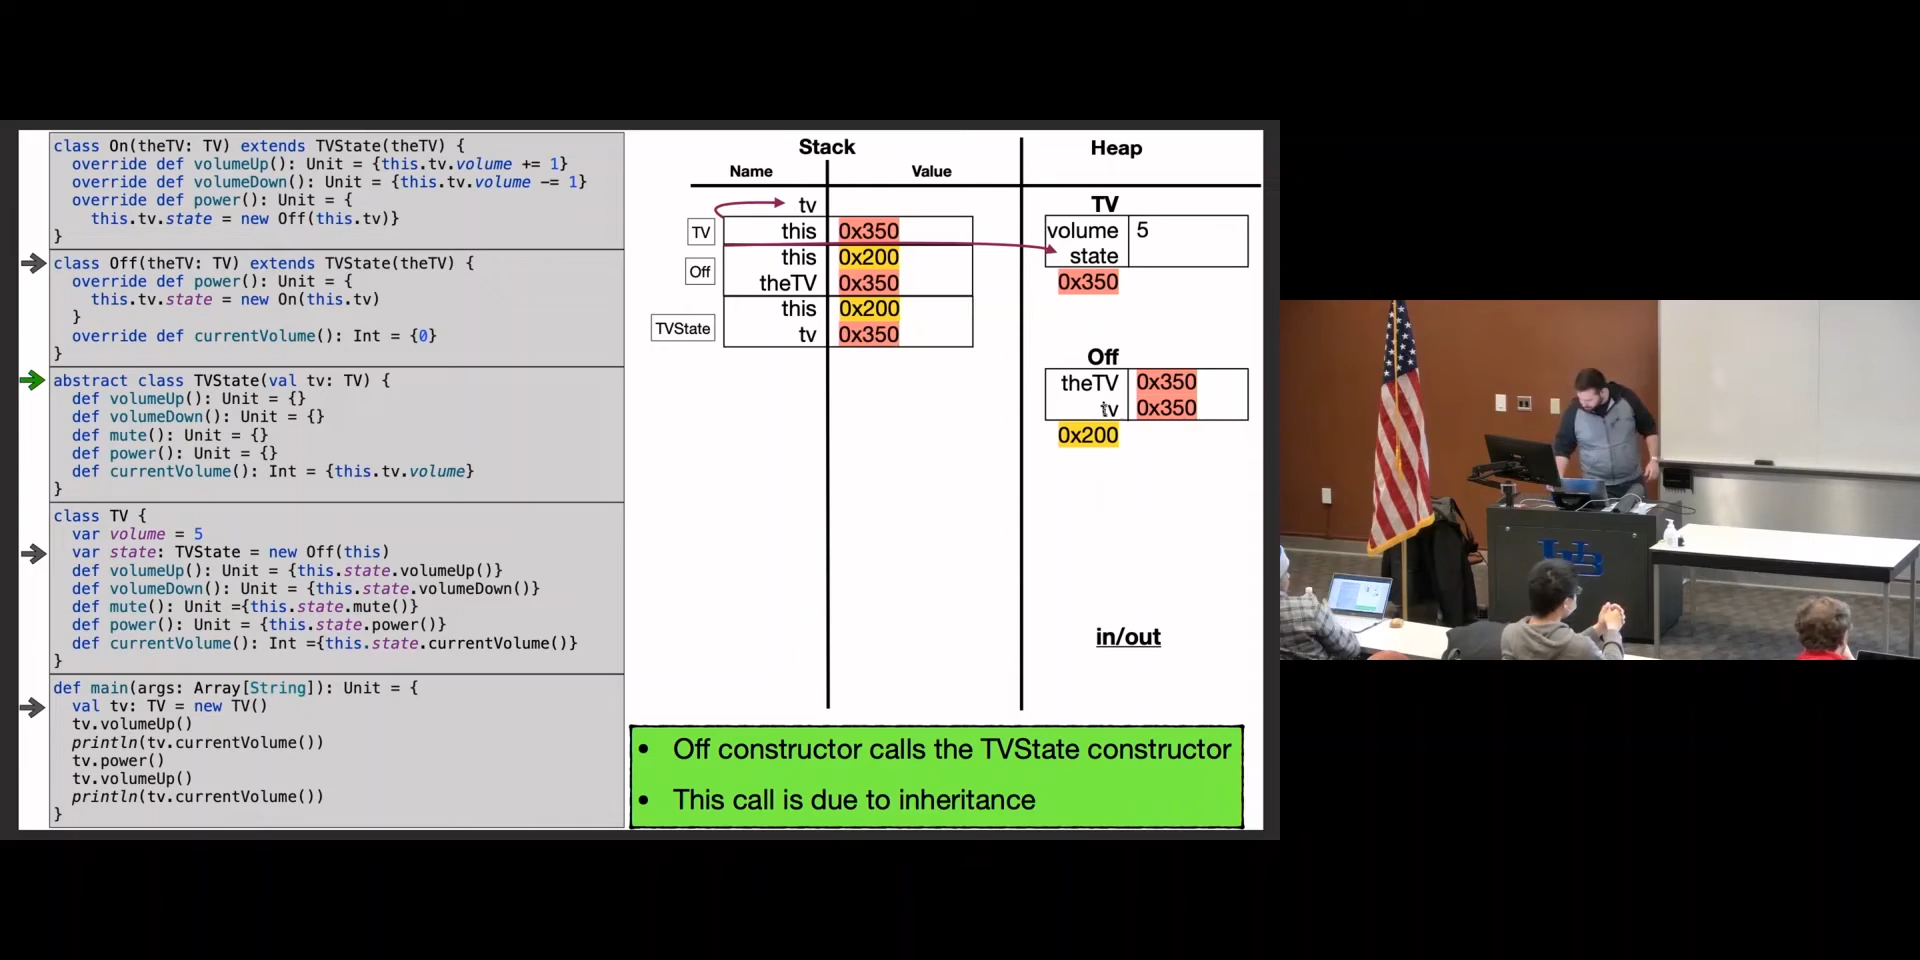 class On(theTV: TV) extends TVState(theTV) {
override def volumeUp(): Unit = {this.tv.volume += 1}
override def volumeDown(): Unit = {this.tv.volume -= 1}
override def power(): Unit = {
this.tv.state = new Off(this.tv)}
}
class Off(theTV: TV) extends TVState(theTV) {
override def power(): Unit = {
this.tv.state = new On(this.tv)
}
override def currentVolume(): Int = {0}
}
abstract class TVState(val tv: TV) {
def volumeUp(): Unit = {}
def volumeDown(): Unit = {}
def mute(): Unit = {}
def power(): Unit = {}
def currentVolume(): Int = {this.tv.volume}
}
class TV {
var volume = 5
var state: TVState = new Off(this)
def volumeUp(): Unit = {this.state.volumeUp()}
def volumeDown(): Unit = {this.state.volumeDown()}
def mute(): Unit ={this.state.mute()}
def power(): Unit = {this.state.power()}
def currentVolume(): Int ={this.state.currentVolume()}
}
def main(args: Array[String]): Unit = {
val tv: TV = new TV()
tv.volumeUp()
println(tv.currentVolume())
tv.power()
tv.volumeUp()
println(tv.currentVolume())
}
Stack
Name Value
tv
TV this 0x350
Off this 0x200
theTV 0x350
this 0x200
TVState tv 0x350
Heap
TV
volume 5
state
0x350
Off
theTV 0x350
tv 0x350
0x200
in/out
• Off constructor calls the TVState constructor
• This call is due to inheritance
UB